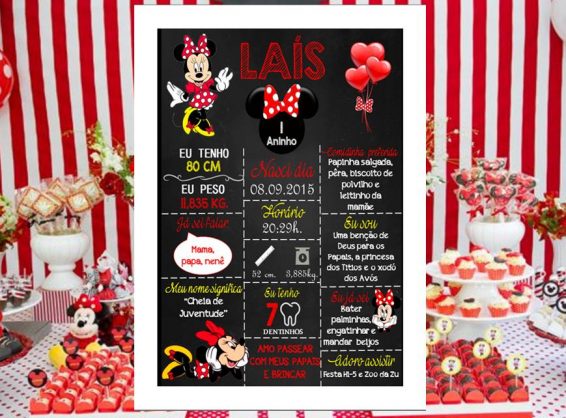 LAÍS
1
Aninho
EU TENHO
80 CM
EU PESO
11,835 KG.
Já sei falar
Mama,
papa, nenê
Meu nome significa
"Cheia de
Juventude"
Nasci dia
08.09.2015
Horário
20:29h.
52 cm.
3,885kg.
Eu tenho
7
DENTINHOS
AMO PASSEAR
COM MEUS PAPAIS
E BRINCAR
Comidinha preferida
Papinha salgada,
pêra, biscoito de
polvilho e
leitinho da
mamãe
Eu sou
Uma benção de
Deus para os
Papais, a princesa
dos Titios e o xodó
dos Avós
Eu já sei
Bater
palminhas,
engatinhar e
mandar beijos
Adoro assistir
Festa Hi-5 e Zoo da Zu